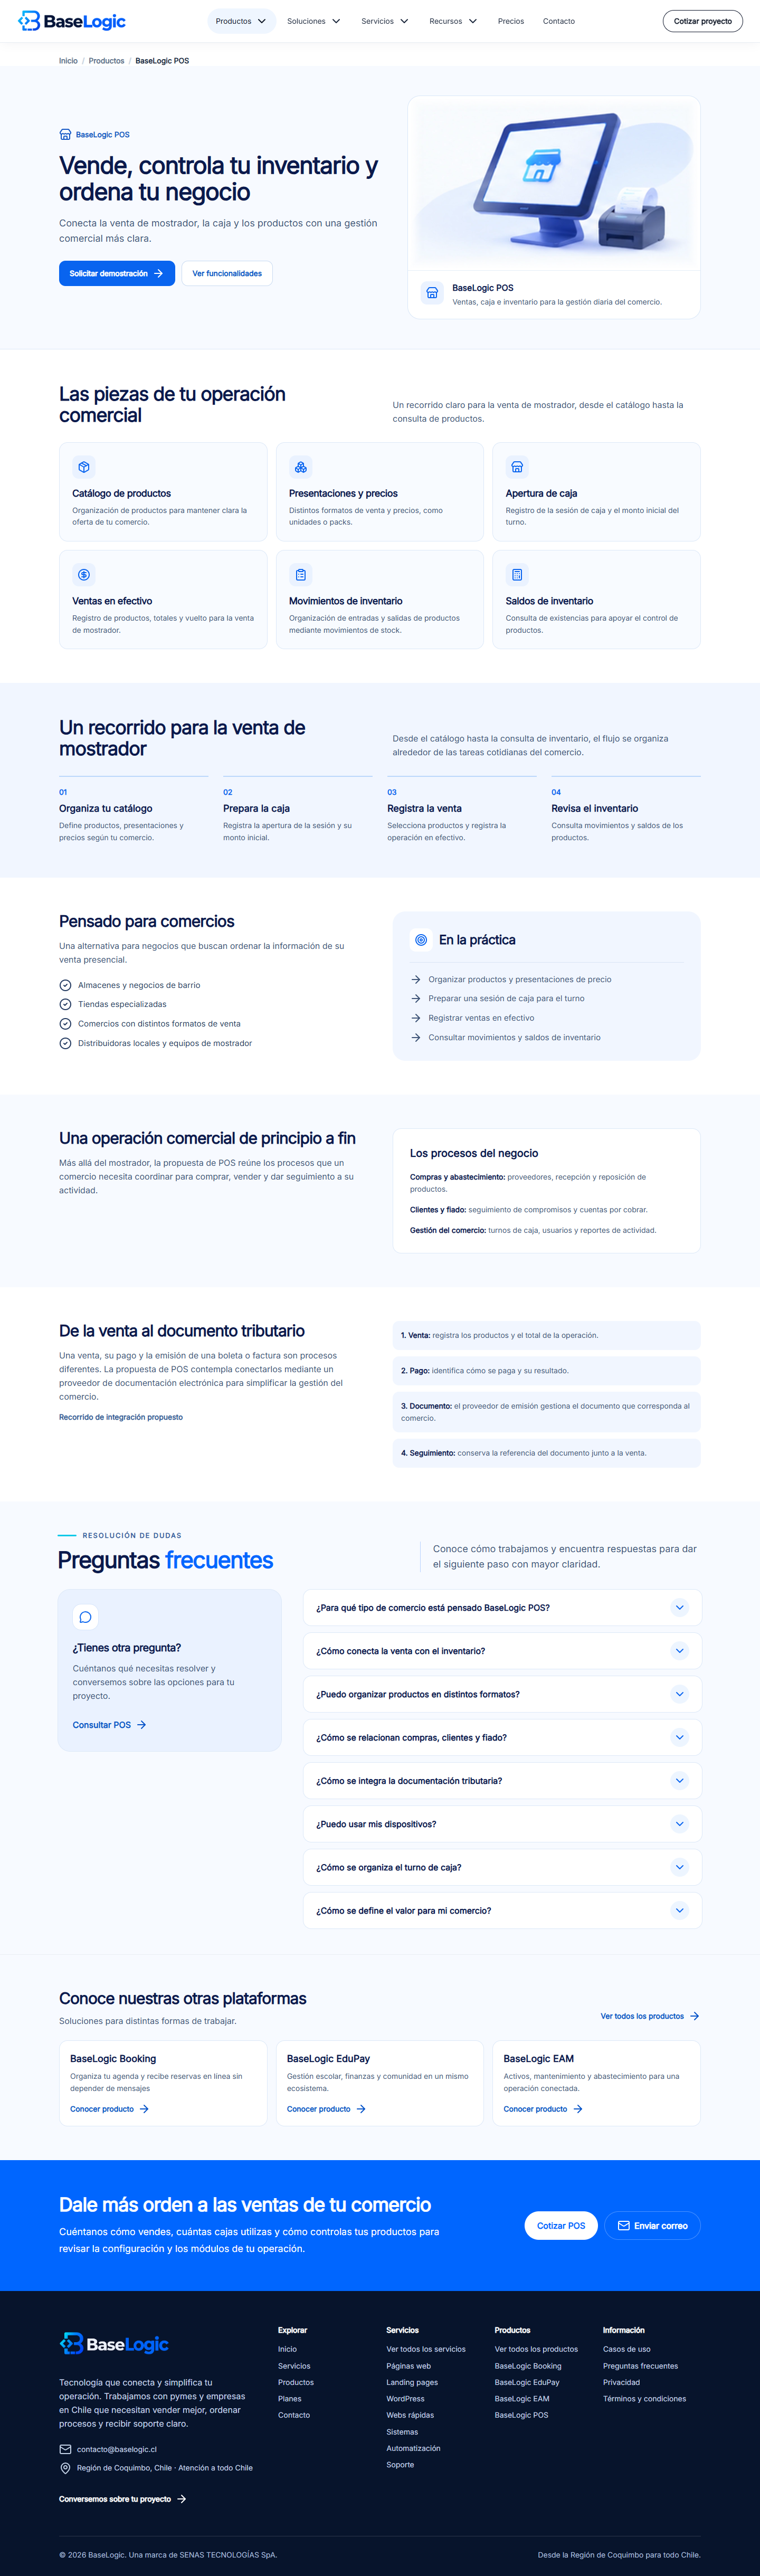 BaseLogic
Productos
Soluciones
Servicios
Recursos
Precios
Contacto
Cotizar proyecto
Inicio / Productos / BaseLogic POS
BaseLogic POS
Vende, controla tu inventario y
ordena tu negocio
Conecta la venta de mostrador, la caja y los productos con una gestión
comercial más clara.
Solicitar demostración
Ver funcionalidades
BaseLogic POS
Ventas, caja e inventario para la gestión diaria del comercio.
Las piezas de tu operación
comercial
Un recorrido claro para la venta de mostrador, desde el catálogo hasta la
consulta de productos.
Catálogo de productos
Organización de productos para mantener clara la
oferta de tu comercio.
Presentaciones y precios
Distintos formatos de venta y precios, como
unidades o packs.
Apertura de caja
Registro de la sesión de caja y el monto inicial del
turno.
Ventas en efectivo
Registro de productos, totales y vuelto para la venta
de mostrador.
Movimientos de inventario
Organización de entradas y salidas de productos
mediante movimientos de stock.
Saldos de inventario
Consulta de existencias para apoyar el control de
productos.
Un recorrido para la venta de
mostrador
Desde el catálogo hasta la consulta de inventario, el flujo se organiza
alrededor de las tareas cotidianas del comercio.
01
Organiza tu catálogo
Define productos, presentaciones y
precios según tu comercio.
02
Prepara la caja
Registra la apertura de la sesión y su
monto inicial.
03
Registra la venta
Selecciona productos y registra la
operación en efectivo.
04
Revisa el inventario
Consulta movimientos y saldos de los
productos.
Pensado para comercios
Una alternativa para negocios que buscan ordenar la información de su
venta presencial.
Almacenes y negocios de barrio
Tiendas especializadas
Comercios con distintos formatos de venta
Distribuidoras locales y equipos de mostrador
En la práctica
Organizar productos y presentaciones de precio
Preparar una sesión de caja para el turno
Registrar ventas en efectivo
Consultar movimientos y saldos de inventario
Una operación comercial de principio a fin
Más allá del mostrador, la propuesta de POS reúne los procesos que un
comercio necesita coordinar para comprar, vender y dar seguimiento a su
actividad.
Los procesos del negocio
Compras y abastecimiento: proveedores, recepción y reposición de
productos.
Clientes y fiado: seguimiento de compromisos y cuentas por cobrar.
Gestión del comercio: turnos de caja, usuarios y reportes de actividad.
De la venta al documento tributario
Una venta, su pago y la emisión de una boleta o factura son procesos
diferentes. La propuesta de POS contempla conectarlos mediante un
proveedor de documentación electrónica para simplificar la gestión del
comercio.
Recorrido de integración propuesto
1. Venta: registra los productos y el total de la operación.
2. Pago: identifica cómo se paga y su resultado.
3. Documento: el proveedor de emisión gestiona el documento que corresponda al
comercio.
4. Seguimiento: conserva la referencia del documento junto a la venta.
RESOLUCIÓN DE DUDAS
Preguntas frecuentes
Conoce cómo trabajamos y encuentra respuestas para dar
el siguiente paso con mayor claridad.
¿Tienes otra pregunta?
Cuéntanos qué necesitas resolver y
conversemos sobre las opciones para tu
proyecto.
Consultar POS
¿Para qué tipo de comercio está pensado BaseLogic POS?
¿Cómo conecta la venta con el inventario?
¿Puedo organizar productos en distintos formatos?
¿Cómo se relacionan compras, clientes y fiado?
¿Cómo se integra la documentación tributaria?
¿Puedo usar mis dispositivos?
¿Cómo se organiza el turno de caja?
¿Cómo se define el valor para mi comercio?
Conoce nuestras otras plataformas
Soluciones para distintas formas de trabajar.
Ver todos los productos
BaseLogic Booking
Organiza tu agenda y recibe reservas en línea sin
depender de mensajes
Conocer producto
BaseLogic EduPay
Gestión escolar, finanzas y comunidad en un mismo
ecosistema.
Conocer producto
BaseLogic EAM
Activos, mantenimiento y abastecimiento para una
operación conectada.
Conocer producto
Dale más orden a las ventas de tu comercio
Cuéntanos cómo vendes, cuántas cajas utilizas y cómo controlas tus productos para
revisar la configuración y los módulos de tu operación.
Cotizar POS
Enviar correo
BaseLogic
Tecnología que conecta y simplifica tu
operación. Trabajamos con pymes y empresas
en Chile que necesitan vender mejor, ordenar
procesos y recibir soporte claro.
contacto@baselogic.cl
Región de Coquimbo, Chile · Atención a todo Chile
Conversemos sobre tu proyecto
Explorar
Inicio
Servicios
Productos
Planes
Contacto
Servicios
Ver todos los servicios
Páginas web
Landing pages
WordPress
Webs rápidas
Sistemas
Automatización
Soporte
Productos
Ver todos los productos
BaseLogic Booking
BaseLogic EduPay
BaseLogic EAM
BaseLogic POS
Información
Casos de uso
Preguntas frecuentes
Privacidad
Términos y condiciones
© 2026 BaseLogic. Una marca de SENAS TECNOLOGÍAS SpA.
Desde la Región de Coquimbo para todo Chile.